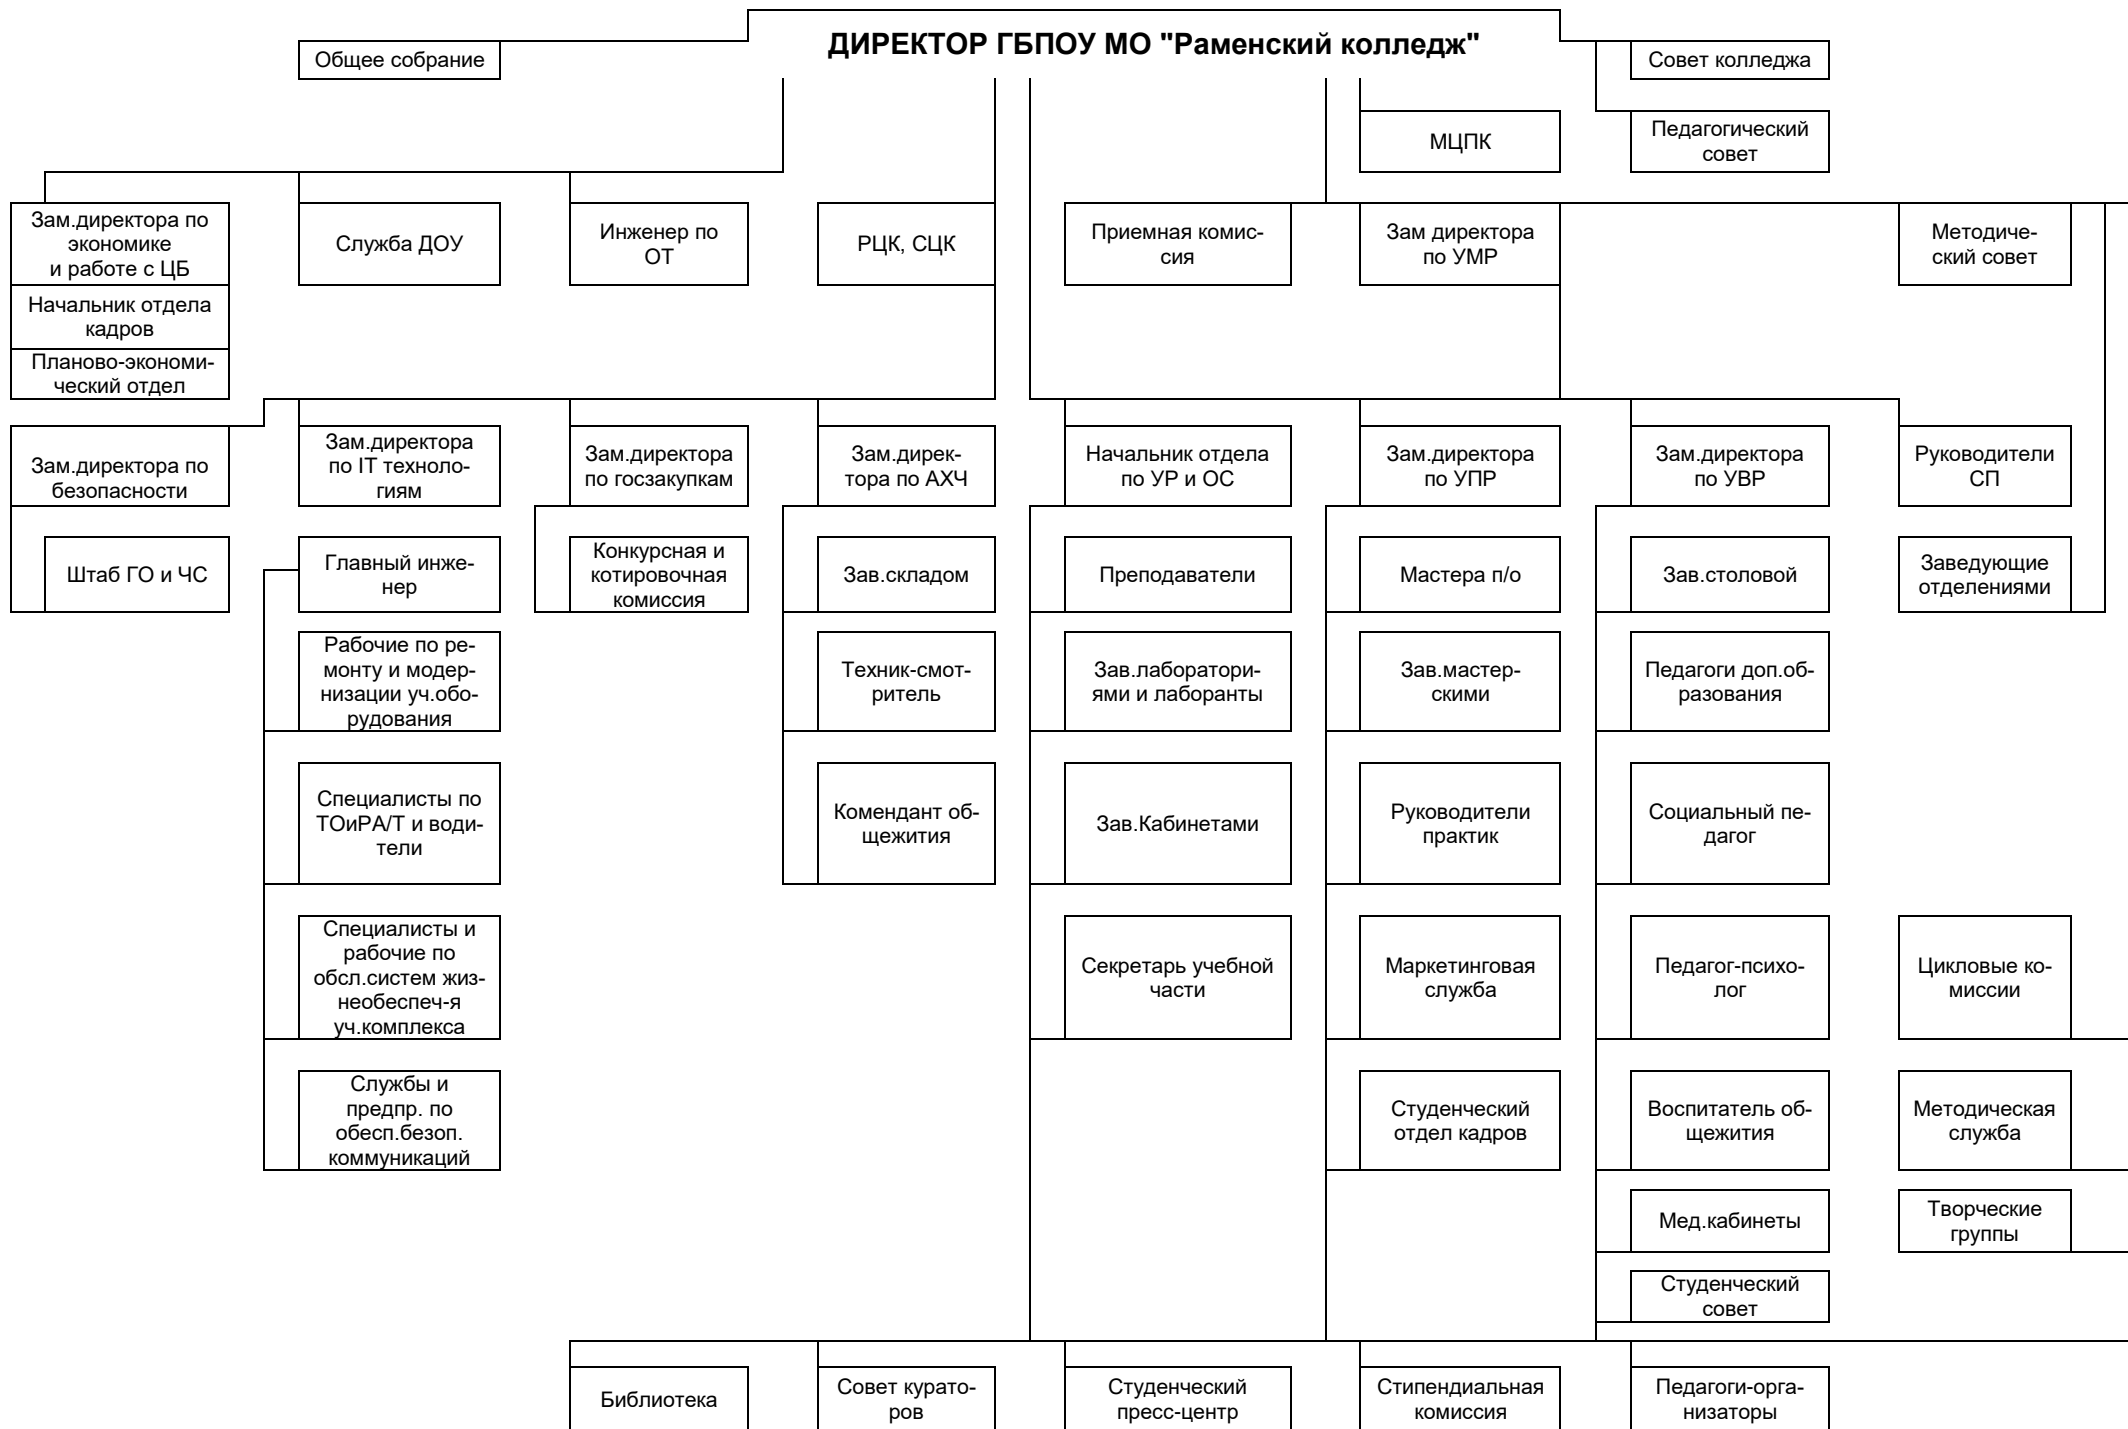 ДИРЕКТОР ГБПОУ МО "Раменский колледж"
Общее собрание
Совет колледжа
МЦПК
Педагогический
совет
Зам.директора по
экономике
и работе с ЦБ
Служба ДОУ
Инженер по
ОТ
РЦК, СЦК
Приемная комис-
сия
Зам директора
по УМР
Методиче-
ский совет
Начальник отдела
кадров
Планово-экономи-
ческий отдел
Зам.директора по
безопасности
Зам.директора
по IT техноло-
гиям
Зам.директора
по госзакупкам
Зам.дирек-
тора по АХЧ
Начальник отдела
по УР и ОС
Зам.директора
по УПР
Зам.директора
по УВР
Руководители
СП
Штаб ГО и ЧС
Главный инже-
нер
Конкурсная и
котировочная
комиссия
Зав.складом
Преподаватели
Мастера п/о
Зав.столовой
Заведующие
отделениями
Рабочие по ре-
монту и модер-
низации уч.обо-
рудования
Техник-смот-
ритель
Зав.лаборатори-
ями и лаборанты
Зав.мастер-
скими
Педагоги доп.об-
разования
Специалисты по
ТОиРА/Т и води-
тели
Комендант об-
щежития
Зав.Кабинетами
Руководители
практик
Социальный пе-
дагог
Специалисты и
рабочие по
обсл.систем жиз-
необеспеч-я
уч.комплекса
Секретарь учебной
части
Маркетинговая
служба
Педагог-психо-
лог
Цикловые ко-
миссии
Службы и
предпр. по
обесп.безоп.
коммуникаций
Студенческий
отдел кадров
Воспитатель об-
щежития
Методическая
служба
Мед.кабинеты
Творческие
группы
Студенческий
совет
Библиотека
Совет курато-
ров
Студенческий
пресс-центр
Стипендиальная
комиссия
Педагоги-орга-
низаторы